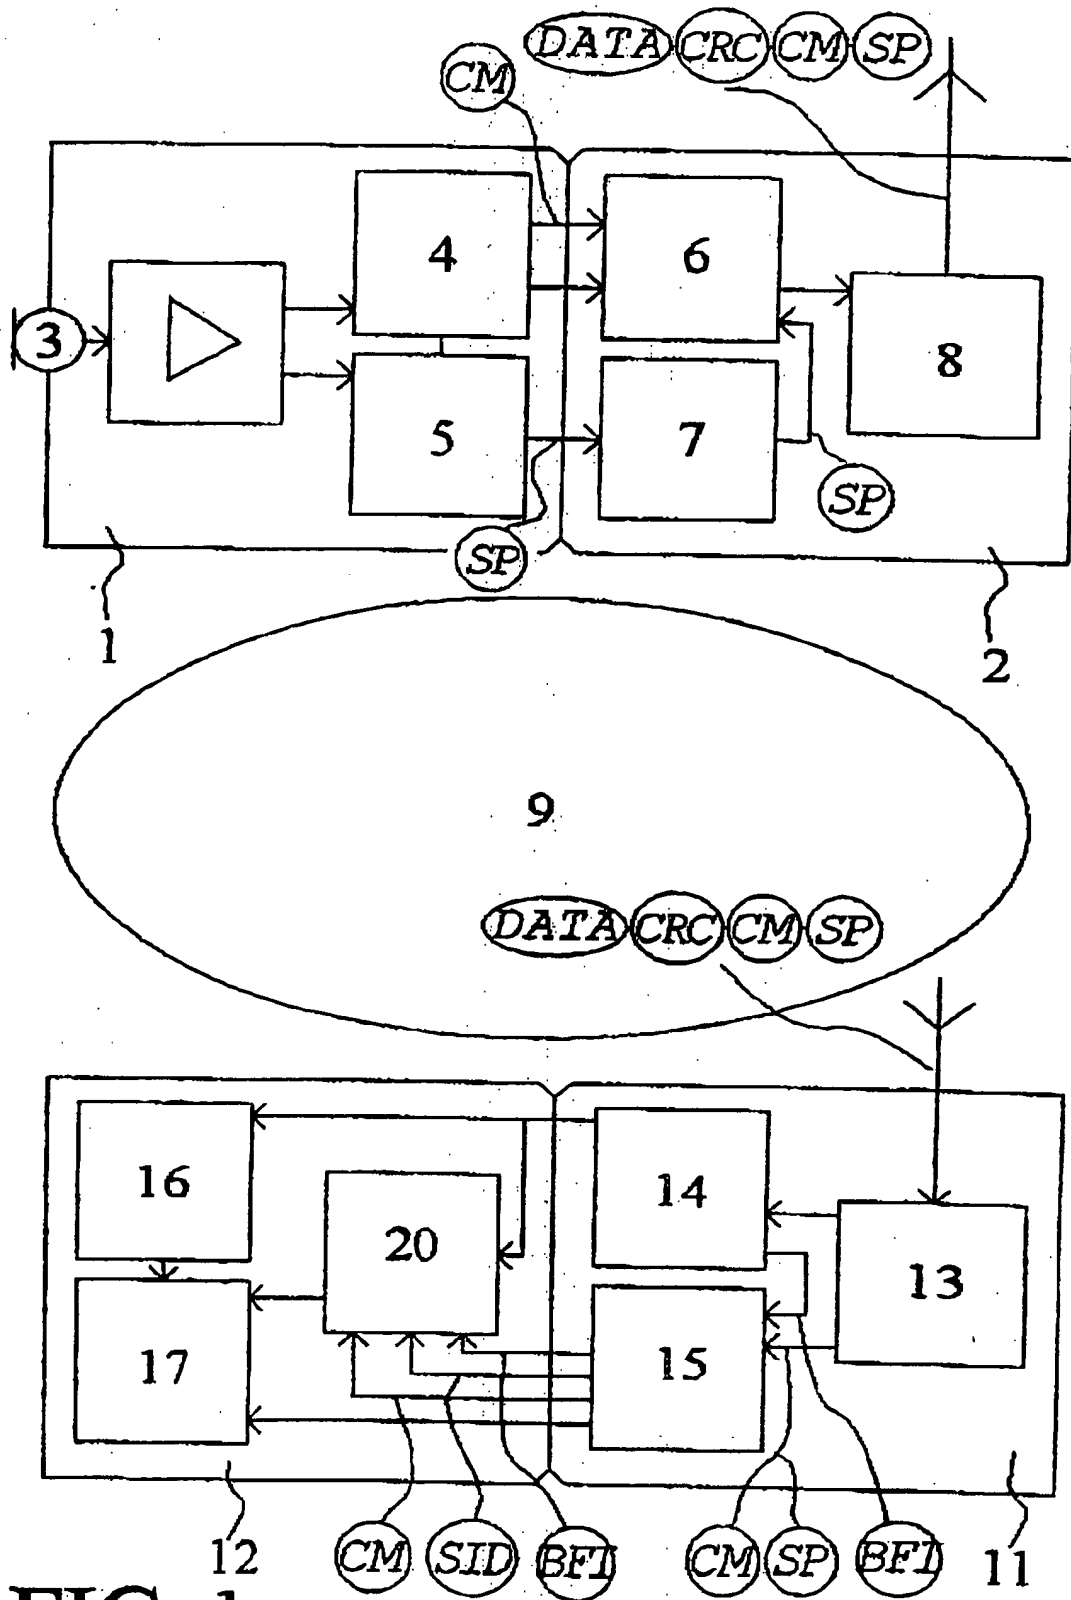 DATA CRC CM SP
CM
4
6
3
8
5
7
SP
SP
1
2
9
DATA CRC CM SP
16
14
20
13
17
15
12
CM SID BFI
CM SP BFI
11
FIG. 1